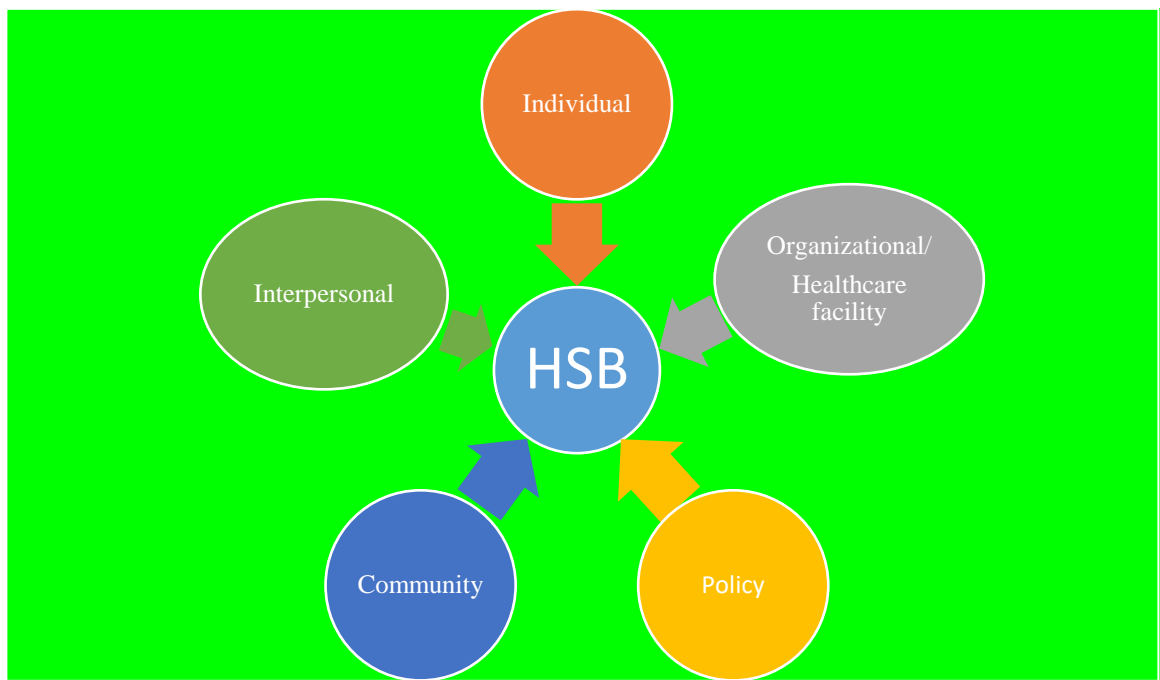 Individual
Organizational/
Healthcare
facility
Interpersonal
HSB
Community
Policy